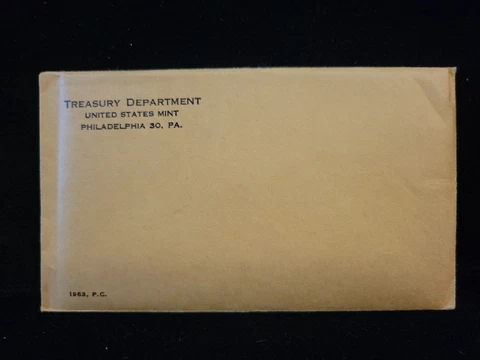 TREASURY DEPARTMENT
UNITED STATES MINT
PHILADELPHIA 30, PA.
1963, P.C.